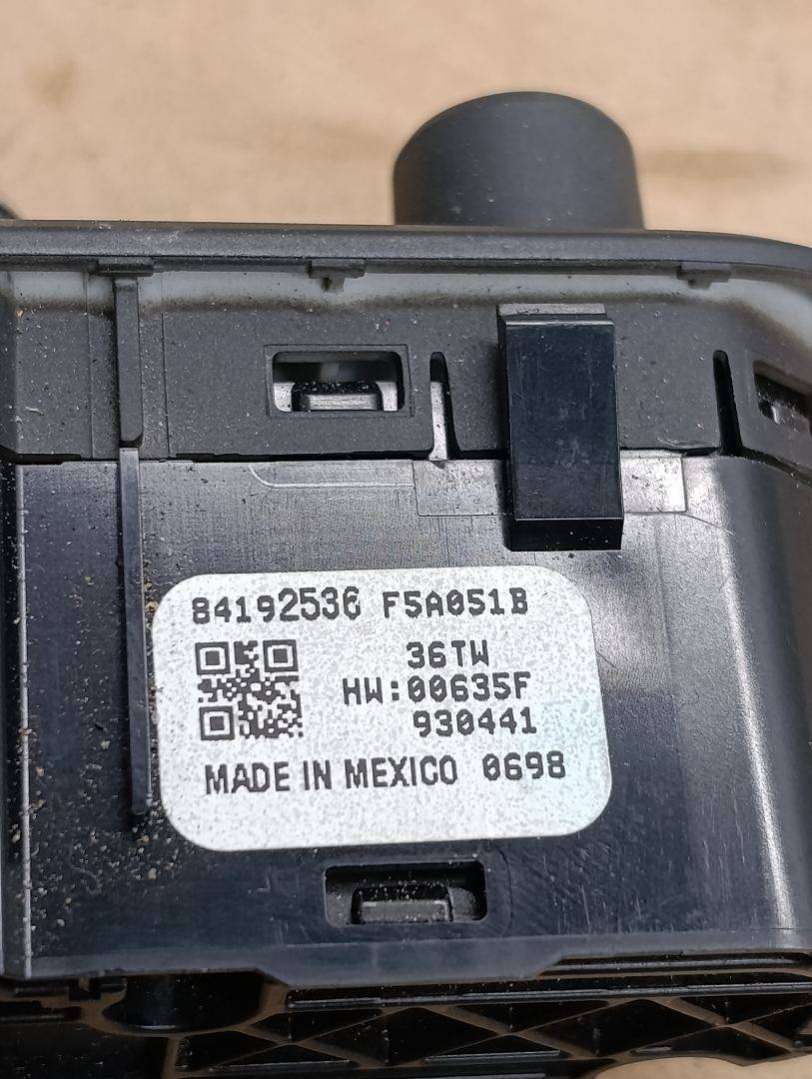 84192536 F5A051B
36TW
HW:00635F
930441
MADE IN MEXICO 0698